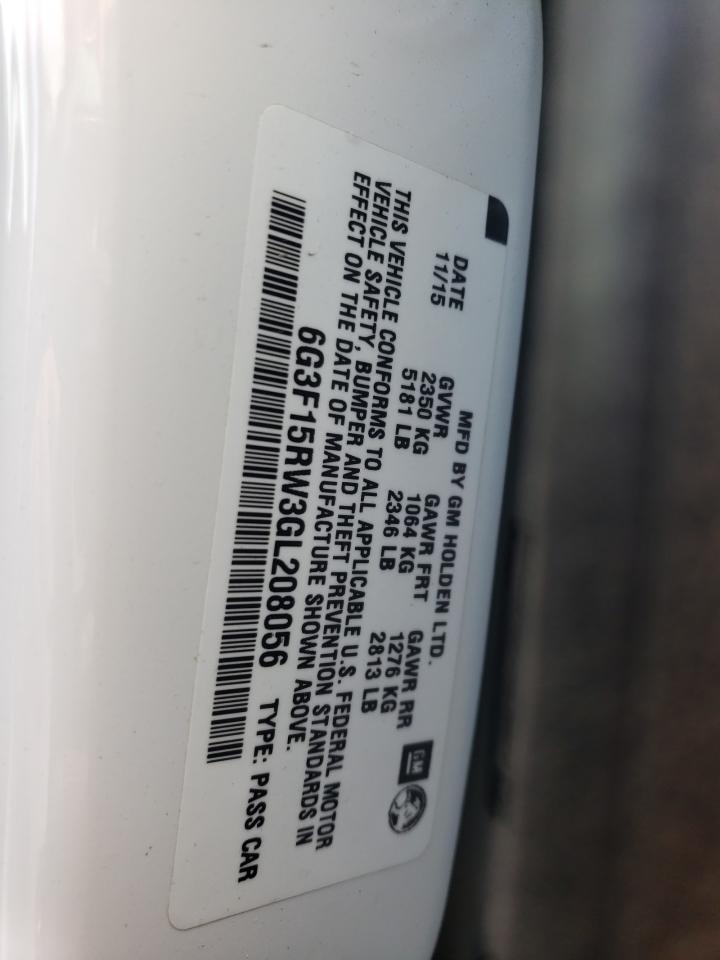 MFD BY GM HOLDEN LTD.
DATE GVWR GAWR FRT GAWR RR
11/15 2350 KG 1064 KG 1276 KG
5181 LB 2346 LB 2813 LB
THIS VEHICLE CONFORMS TO ALL APPLICABLE U.S. FEDERAL MOTOR
VEHICLE SAFETY, BUMPER AND THEFT PREVENTION STANDARDS IN
EFFECT ON THE DATE OF MANUFACTURE SHOWN ABOVE.
6G3F15RW3GL208056 TYPE: PASS CAR
GM